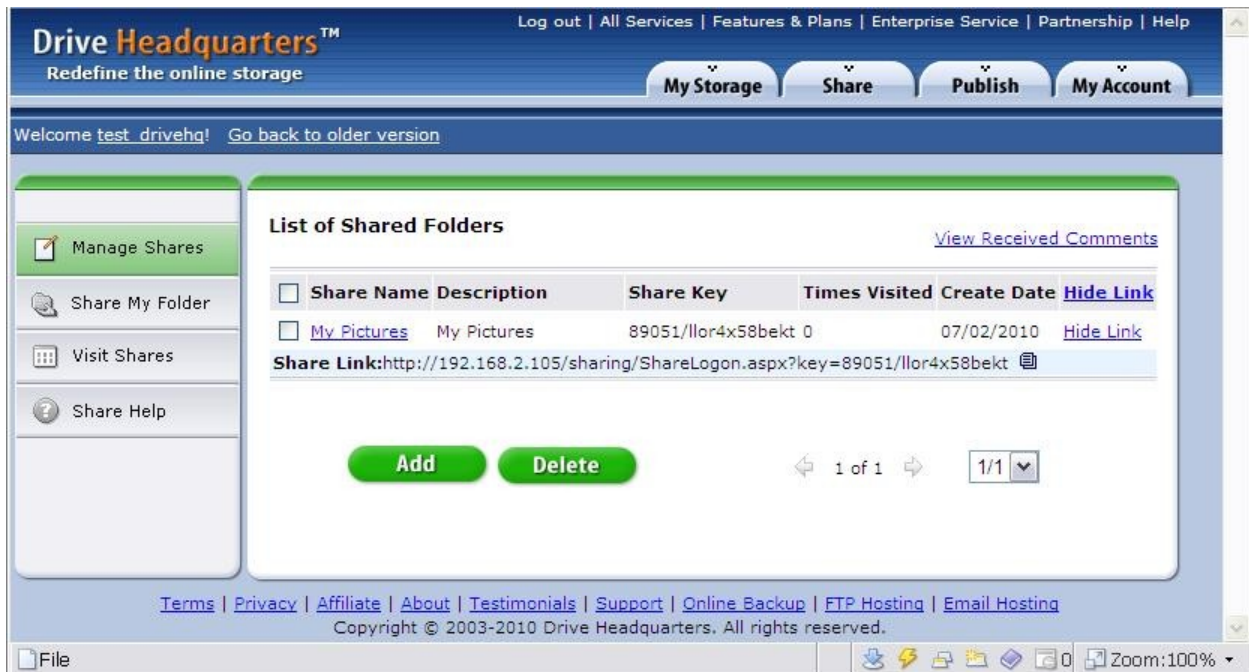 Log out | All Services | Features & Plans | Enterprise Service | Partnership | Help
Drive Headquarters™
Redefine the online storage
My Storage Share Publish My Account
Welcome test_drivehq! Go back to older version
Manage Shares
Share My Folder
Visit Shares
Share Help
List of Shared Folders
View Received Comments
Share Name Description Share Key Times Visited Create Date Hide Link
My Pictures My Pictures 89051/llor4x58bekt 0 07/02/2010 Hide Link
Share Link:http://192.168.2.105/sharing/ShareLogon.aspx?key=89051/llor4x58bekt
Add Delete 1 of 1 1/1
Terms | Privacy | Affiliate | About | Testimonials | Support | Online Backup | FTP Hosting | Email Hosting
Copyright © 2003-2010 Drive Headquarters. All rights reserved.
File 0 Zoom:100%